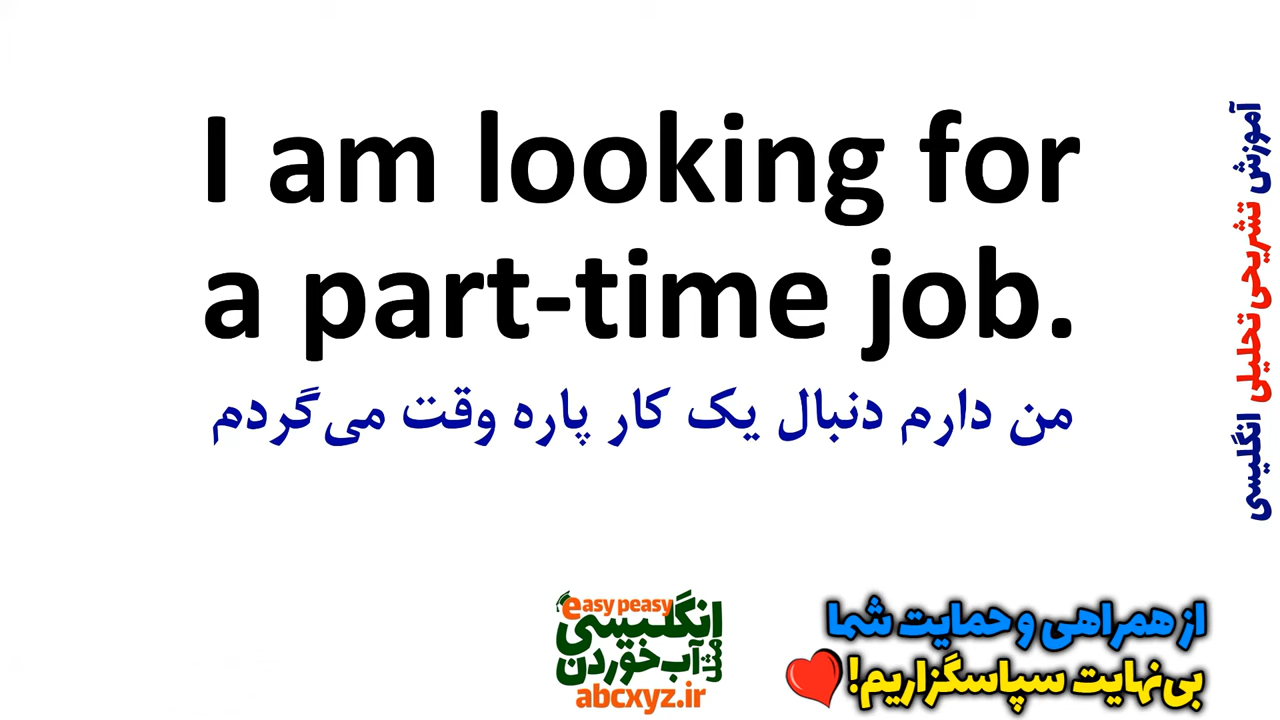 I am looking for
a part-time job.
من دارم دنبال یک کار پاره وقت می‌گردم
آموزش تشریحی تحلیلی انگلیسی
easy peasy
انگلیسی
مثل آب خوردن
abcxyz.ir
از همراهی و حمایت شما
بی‌نهایت سپاسگزاریم!